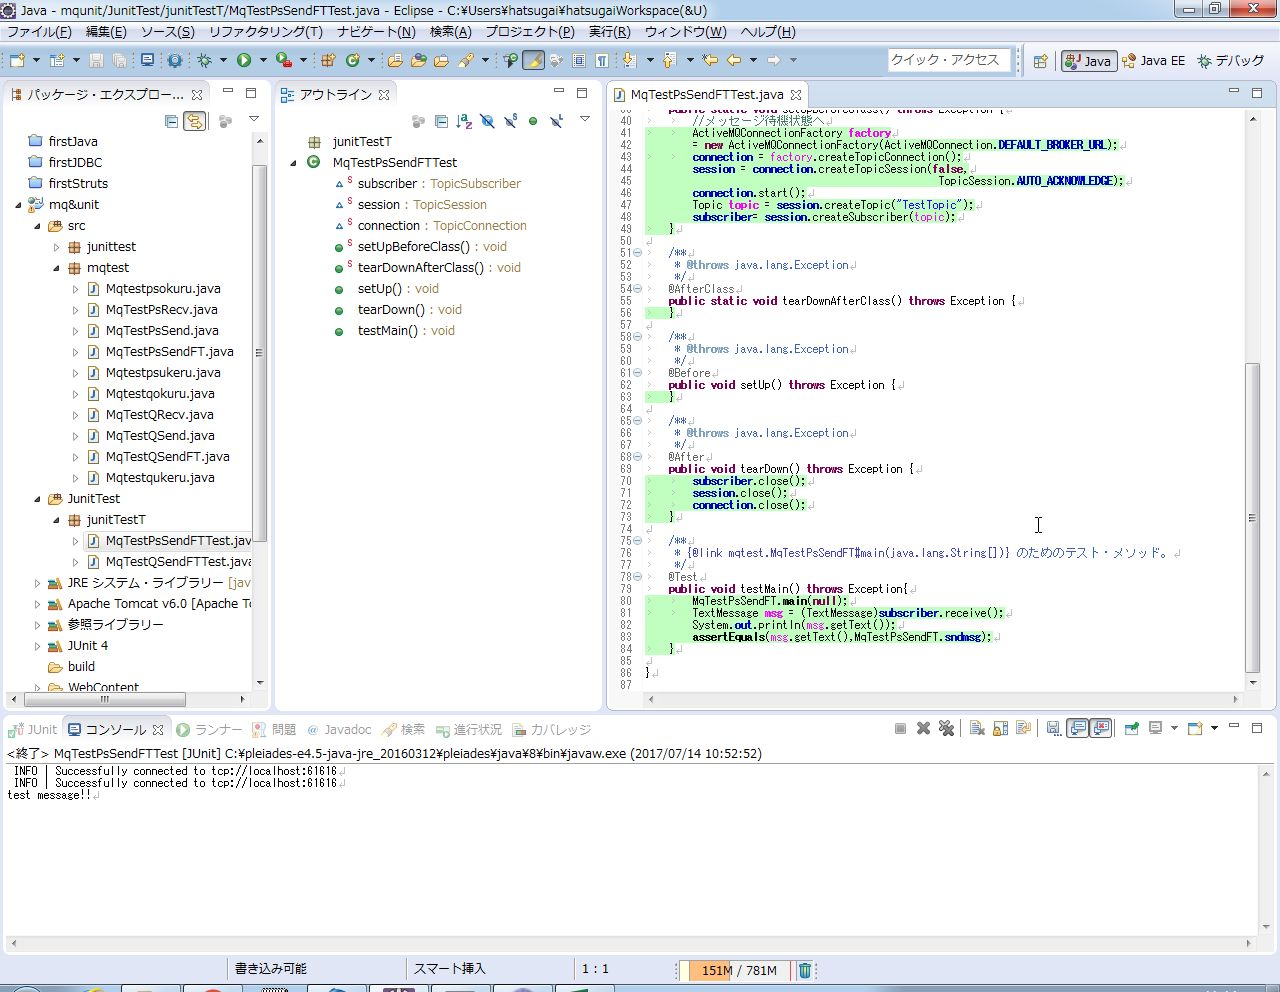 Java - mqunit/JunitTest/junitTestT/MqTestPsSendFTTest.java - Eclipse - C:¥Users¥hatsugai¥hatsugaiWorkspace(&U)
ファイル(F) 編集(E) ソース(S) リファクタリング(T) ナビゲート(N) 検索(A) プロジェクト(P) 実行(R) ウィンドウ(W) ヘルプ(H)
クイック・アクセス
Java
Java EE
デバッグ
パッケージ・エクスプロー...
firstJava
firstJDBC
firstStruts
mq&unit
src
junittest
mqtest
Mqtestpsokuru.java
MqTestPsRecv.java
MqTestPsSend.java
MqTestPsSendFT.java
Mqtestpsukeru.java
Mqtestqokuru.java
MqTestQRecv.java
MqTestQSend.java
MqTestQSendFT.java
Mqtestqukeru.java
JunitTest
junitTestT
MqTestPsSendFTTest.jav
MqTestQSendFTTest.java
JRE システム・ライブラリー [jav
Apache Tomcat v6.0 [Apache To
参照ライブラリー
JUnit 4
build
WebContent
アウトライン
junitTestT
MqTestPsSendFTTest
subscriber : TopicSubscriber
session : TopicSession
connection : TopicConnection
setUpBeforeClass() : void
tearDownAfterClass() : void
setUp() : void
tearDown() : void
testMain() : void
MqTestPsSendFTTest.java
public static void setUpBeforeClass() throws Exception {
40 //メッセージ待機状態へ
41 ActiveMQConnectionFactory factory
42 = new ActiveMQConnectionFactory(ActiveMQConnection.DEFAULT_BROKER_URL);
43 connection = factory.createTopicConnection();
44 session = connection.createTopicSession(false,
45 TopicSession.AUTO_ACKNOWLEDGE);
46 connection.start();
47 Topic topic = session.createTopic("TestTopic");
48 subscriber= session.createSubscriber(topic);
49 }
50
51 /**
52 * @throws java.lang.Exception
53 */
54 @AfterClass
55 public static void tearDownAfterClass() throws Exception {
56 }
57
58 /**
59 * @throws java.lang.Exception
60 */
61 @Before
62 public void setUp() throws Exception {
63 }
64
65 /**
66 * @throws java.lang.Exception
67 */
68 @After
69 public void tearDown() throws Exception {
70 subscriber.close();
71 session.close();
72 connection.close();
73 }
74
75 /**
76 * {@link mqtest.MqTestPsSendFT#main(java.lang.String[])} のためのテスト・メソッド。
77 */
78 @Test
79 public void testMain() throws Exception{
80 MqTestPsSendFT.main(null);
81 TextMessage msg = (TextMessage)subscriber.receive();
82 System.out.println(msg.getText());
83 assertEquals(msg.getText(),MqTestPsSendFT.sndmsg);
84 }
85
86 }
87
JUnit コンソール ランナー 問題 @ Javadoc 検索 進行状況 カバレッジ
<終了> MqTestPsSendFTTest [JUnit] C:¥pleiades-e4.5-java-jre_20160312¥pleiades¥java¥8¥bin¥javaw.exe (2017/07/14 10:52:52)
INFO | Successfully connected to tcp://localhost:61616
INFO | Successfully connected to tcp://localhost:61616
test message!!
書き込み可能
スマート挿入
1 : 1
151M / 781M